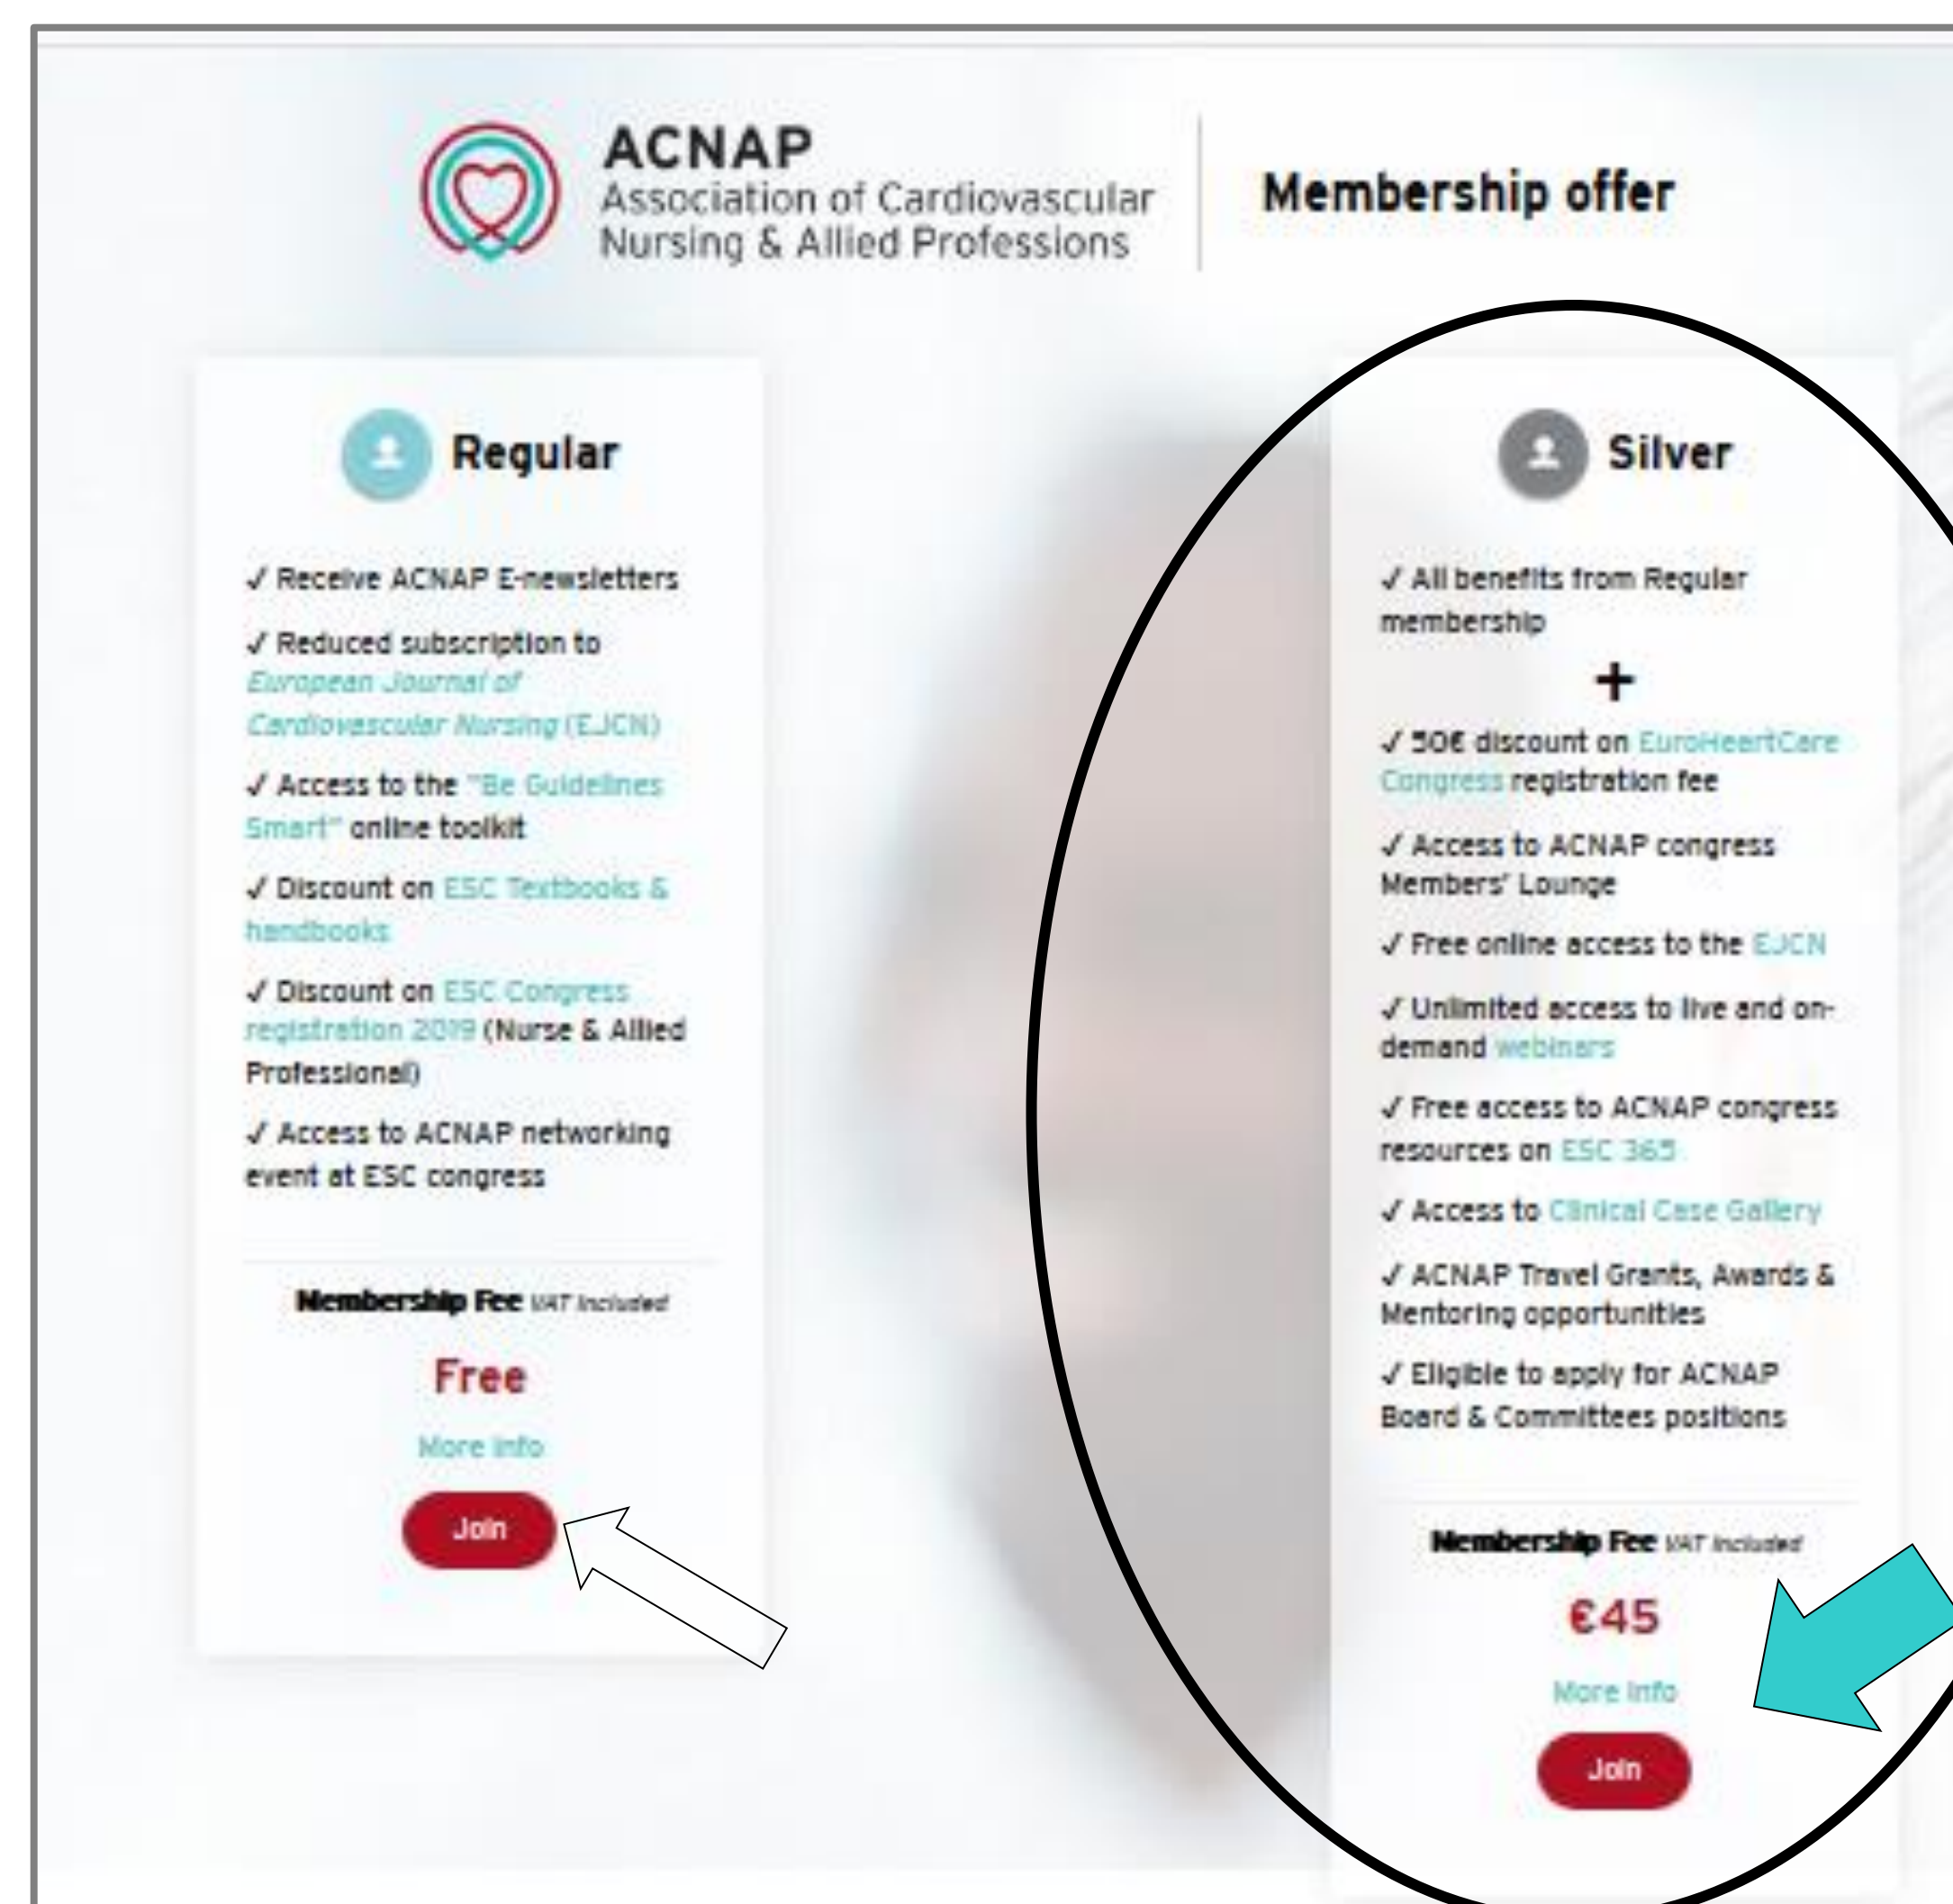 ACNAP
Association of Cardiovascular
Nursing & Allied Professions
Membership offer
Regular
✓ Receive ACNAP E-newsletters
✓ Reduced subscription to
European Journal of
Cardiovascular Nursing (EJCN)
✓ Access to the "Be Guidelines
Smart" online toolkit
✓ Discount on ESC Textbooks &
handbooks
✓ Discount on ESC Congress
registration 2019 (Nurse & Allied
Professional)
✓ Access to ACNAP networking
event at ESC congress
Membership Fee VAT Included
Free
More Info
Join
Silver
✓ All benefits from Regular
membership
+
✓ 50€ discount on EuroHeartCare
Congress registration fee
✓ Access to ACNAP congress
Members' Lounge
✓ Free online access to the EJCN
✓ Unlimited access to live and on-
demand webinars
✓ Free access to ACNAP congress
resources on ESC 365
✓ Access to Clinical Case Gallery
✓ ACNAP Travel Grants, Awards &
Mentoring opportunities
✓ Eligible to apply for ACNAP
Board & Committees positions
Membership Fee VAT Included
€45
More Info
Join